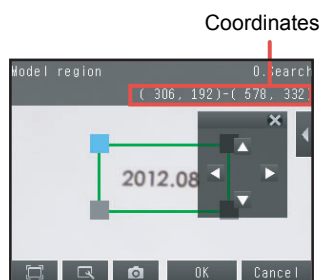 Coordinates
Model region 0.Search
( 306, 192)-( 578, 332)
2012.08
OK Cancel